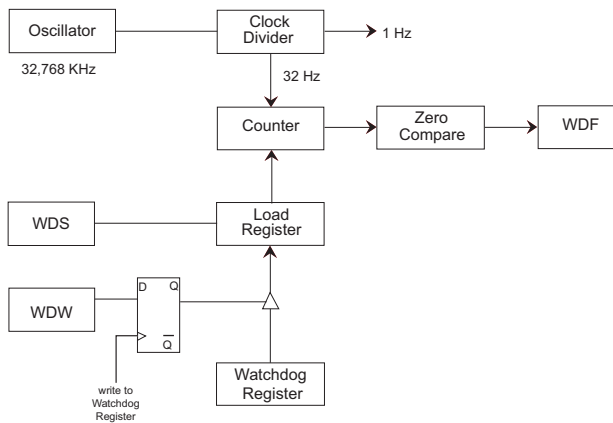 Oscillator
Clock
Divider
1 Hz
32,768 KHz
32 Hz
Counter
Zero
Compare
WDF
WDS
Load
Register
D
Q
WDW
Q
write to
Watchdog
Register
Watchdog
Register